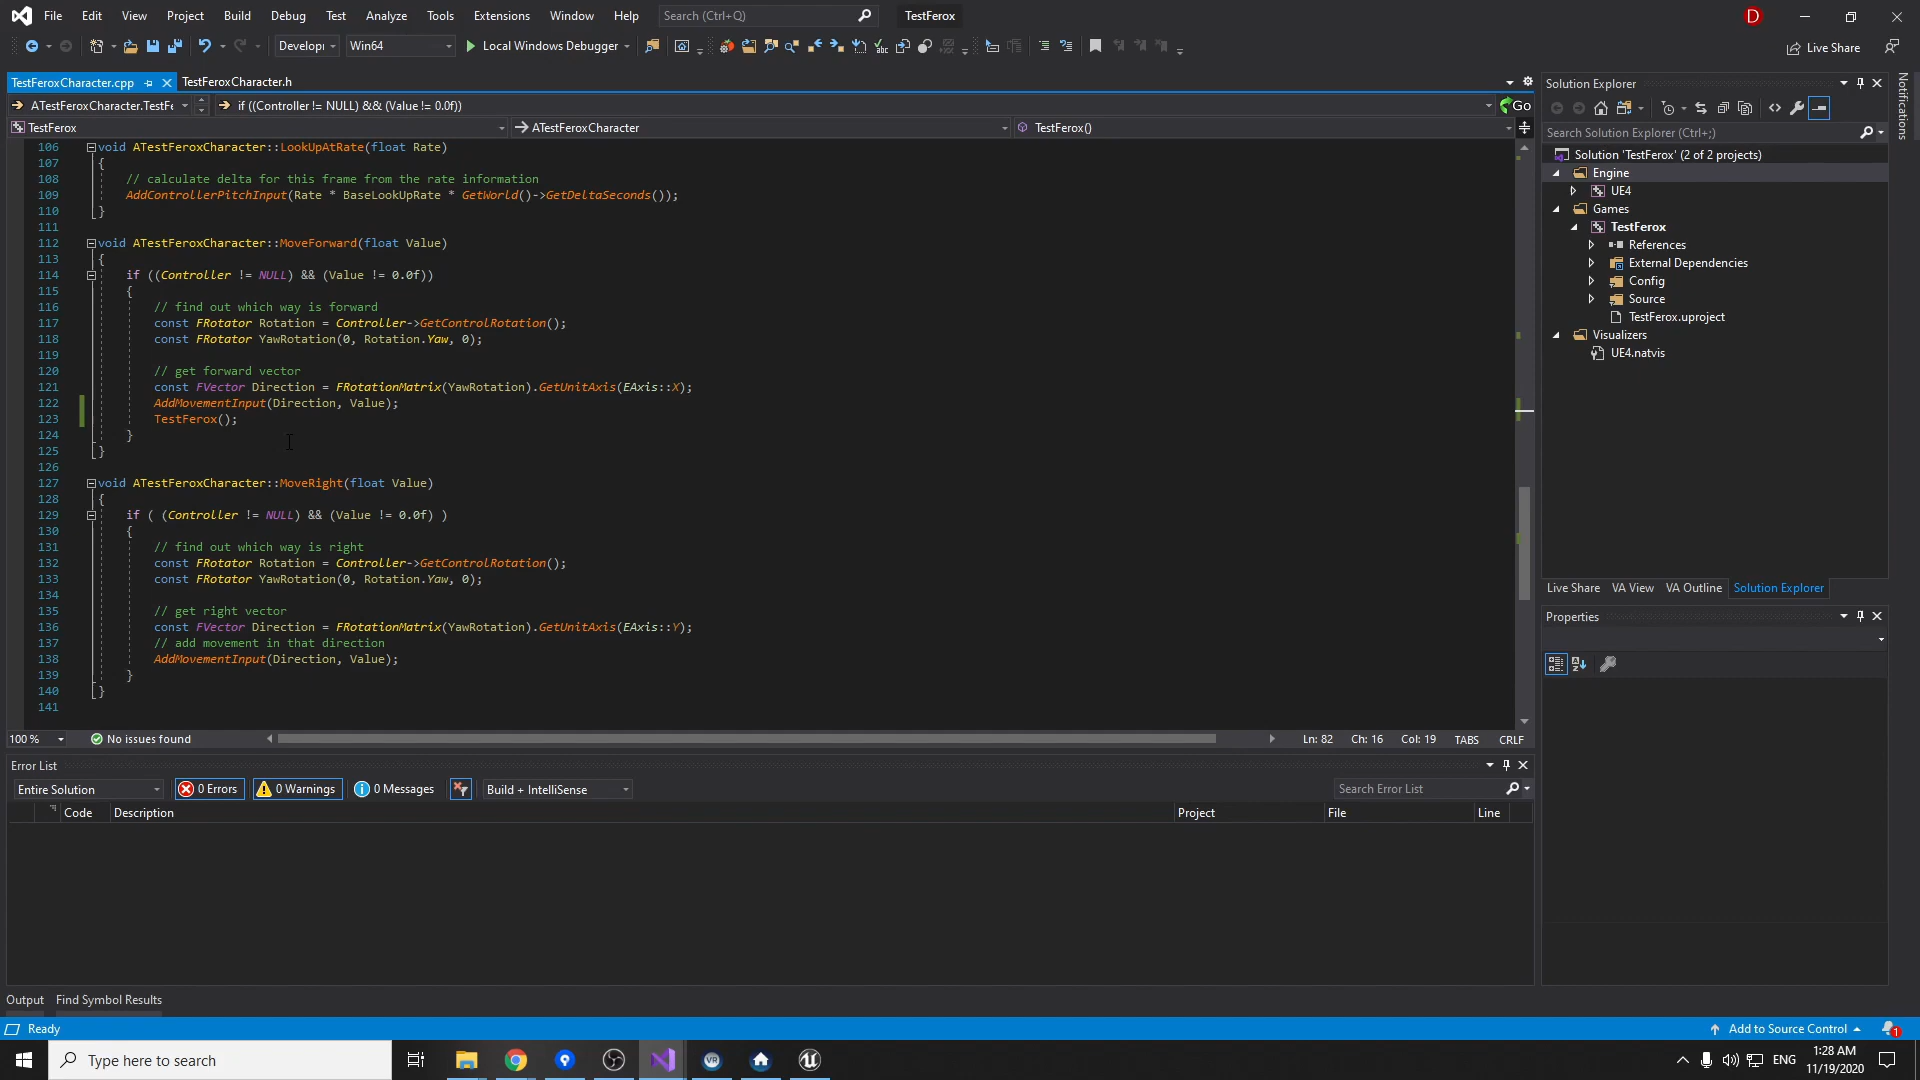 File Edit View Project Build Debug Test Analyze Tools Extensions Window Help Search (Ctrl+Q) TestFerox D
Develop Win64 Local Windows Debugger Live Share
TestFeroxCharacter.cpp TestFeroxCharacter.h
ATestFeroxCharacter.TestFe if ((Controller != NULL) && (Value != 0.0f)) Go
TestFerox ATestFeroxCharacter TestFerox()
106 void ATestFeroxCharacter::LookUpAtRate(float Rate)
107 {
108 // calculate delta for this frame from the rate information
109 AddControllerPitchInput(Rate * BaseLookUpRate * GetWorld()->GetDeltaSeconds());
110 }
111
112 void ATestFeroxCharacter::MoveForward(float Value)
113 {
114 if ((Controller != NULL) && (Value != 0.0f))
115 {
116 // find out which way is forward
117 const FRotator Rotation = Controller->GetControlRotation();
118 const FRotator YawRotation(0, Rotation.Yaw, 0);
119
120 // get forward vector
121 const FVector Direction = FRotationMatrix(YawRotation).GetUnitAxis(EAxis::X);
122 AddMovementInput(Direction, Value);
123 TestFerox();
124 }
125 }
126
127 void ATestFeroxCharacter::MoveRight(float Value)
128 {
129 if ( (Controller != NULL) && (Value != 0.0f) )
130 {
131 // find out which way is right
132 const FRotator Rotation = Controller->GetControlRotation();
133 const FRotator YawRotation(0, Rotation.Yaw, 0);
134
135 // get right vector
136 const FVector Direction = FRotationMatrix(YawRotation).GetUnitAxis(EAxis::Y);
137 // add movement in that direction
138 AddMovementInput(Direction, Value);
139 }
140 }
141
100 % No issues found Ln: 82 Ch: 16 Col: 19 TABS CRLF
Error List
Entire Solution 0 Errors 0 Warnings 0 Messages Build + IntelliSense Search Error List
Code Description Project File Line
Output Find Symbol Results
Solution Explorer
Search Solution Explorer (Ctrl+;)
Solution 'TestFerox' (2 of 2 projects)
Engine
UE4
Games
TestFerox
References
External Dependencies
Config
Source
TestFerox.uproject
Visualizers
UE4.natvis
Live Share VA View VA Outline Solution Explorer
Properties
Notifications
Ready Add to Source Control 1
Type here to search VR ENG 1:28 AM
11/19/2020